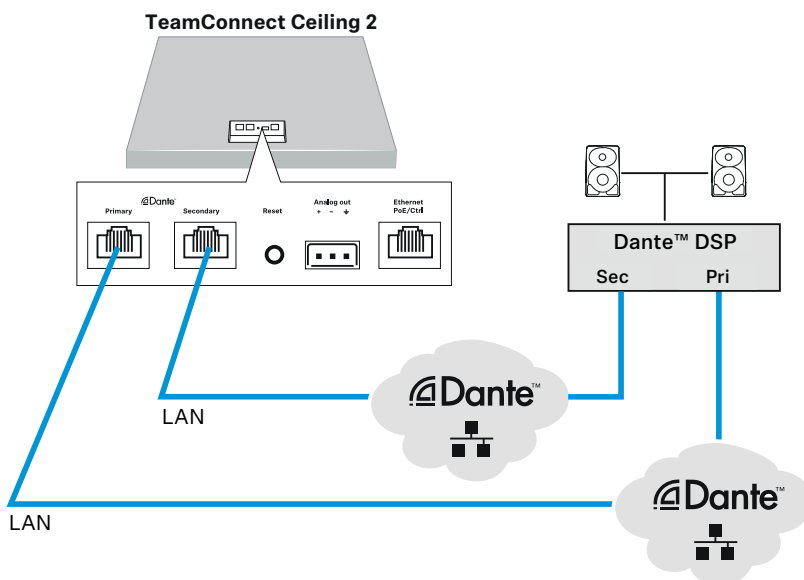 TeamConnect Ceiling 2
Dante™
Primary
Secondary
Reset
Analog out
+ – ⏚
Ethernet
PoE/Ctrl
Dante™ DSP
Sec Pri
Dante™
LAN
Dante™
LAN